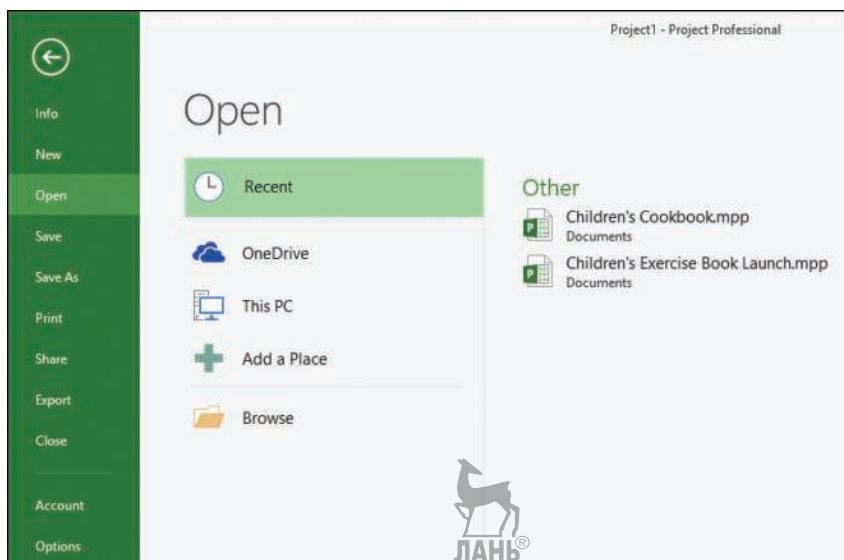 Project1 - Project Professional
Info
New
Open
Save
Save As
Print
Share
Export
Close
Account
Options
Open
Recent
OneDrive
This PC
Add a Place
Browse
Other
Children's Cookbook.mpp
Documents
Children's Exercise Book Launch.mpp
Documents
ЛАНЬ®